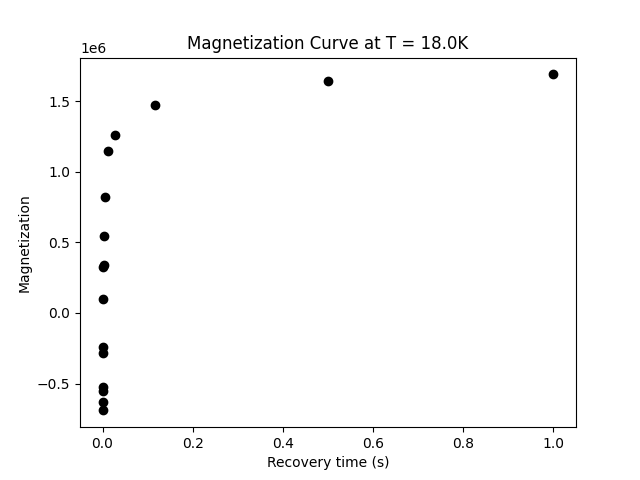 Magnetization Curve at T = 18.0K
1e6
1.5
1.0
0.5
0.0
−0.5
Magnetization
0.0 0.2 0.4 0.6 0.8 1.0
Recovery time (s)